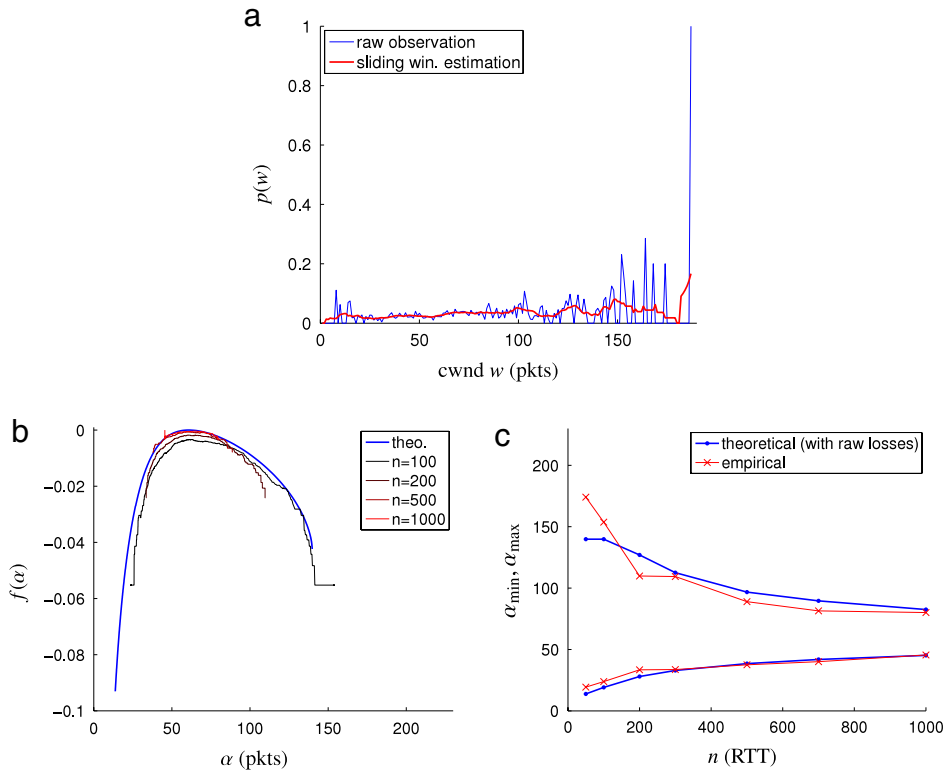 a
1
0.8
0.6
0.4
0.2
0
p(w)
raw observation
sliding win. estimation
0
50
100
150
cwnd w (pkts)
b
0
−0.02
−0.04
−0.06
−0.08
−0.1
f(α)
theo.
n=100
n=200
n=500
n=1000
0
50
100
150
200
α (pkts)
c
200
150
100
50
0
α_min, α_max
theoretical (with raw losses)
empirical
0
200
400
600
800
1000
n (RTT)